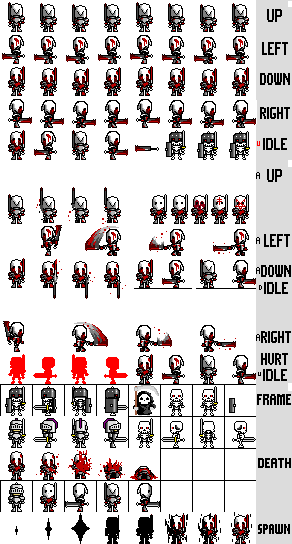 UP
LEFT
DOWN
RIGHT
U IDLE
A UP
A LEFT
A DOWN
D IDLE
A RIGHT
HURT
IDLE
FRAME
DEATH
SPAWN